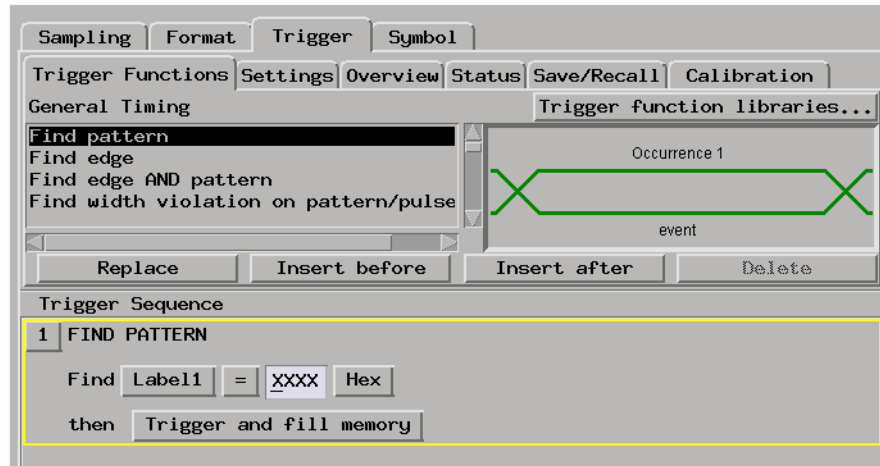 Sampling Format Trigger Symbol
Trigger Functions Settings Overview Status Save/Recall Calibration
General Timing Trigger function libraries...
Find pattern
Find edge
Find edge AND pattern
Find width violation on pattern/pulse
Occurrence 1
event
Replace Insert before Insert after Delete
Trigger Sequence
1 FIND PATTERN
Find Label1 = XXXX Hex
then Trigger and fill memory